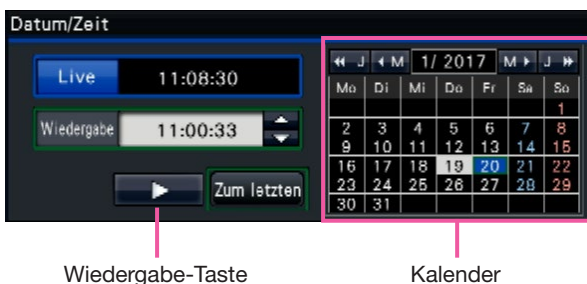 Datum/Zeit
Live 11:08:30
Wiedergabe 11:00:33
Zum letzten
J M 1/ 2017 M J
Mo Di Mi Do Fr Sa So
1
2 3 4 5 6 7 8
9 10 11 12 13 14 15
16 17 18 19 20 21 22
23 24 25 26 27 28 29
30 31
Wiedergabe-Taste Kalender